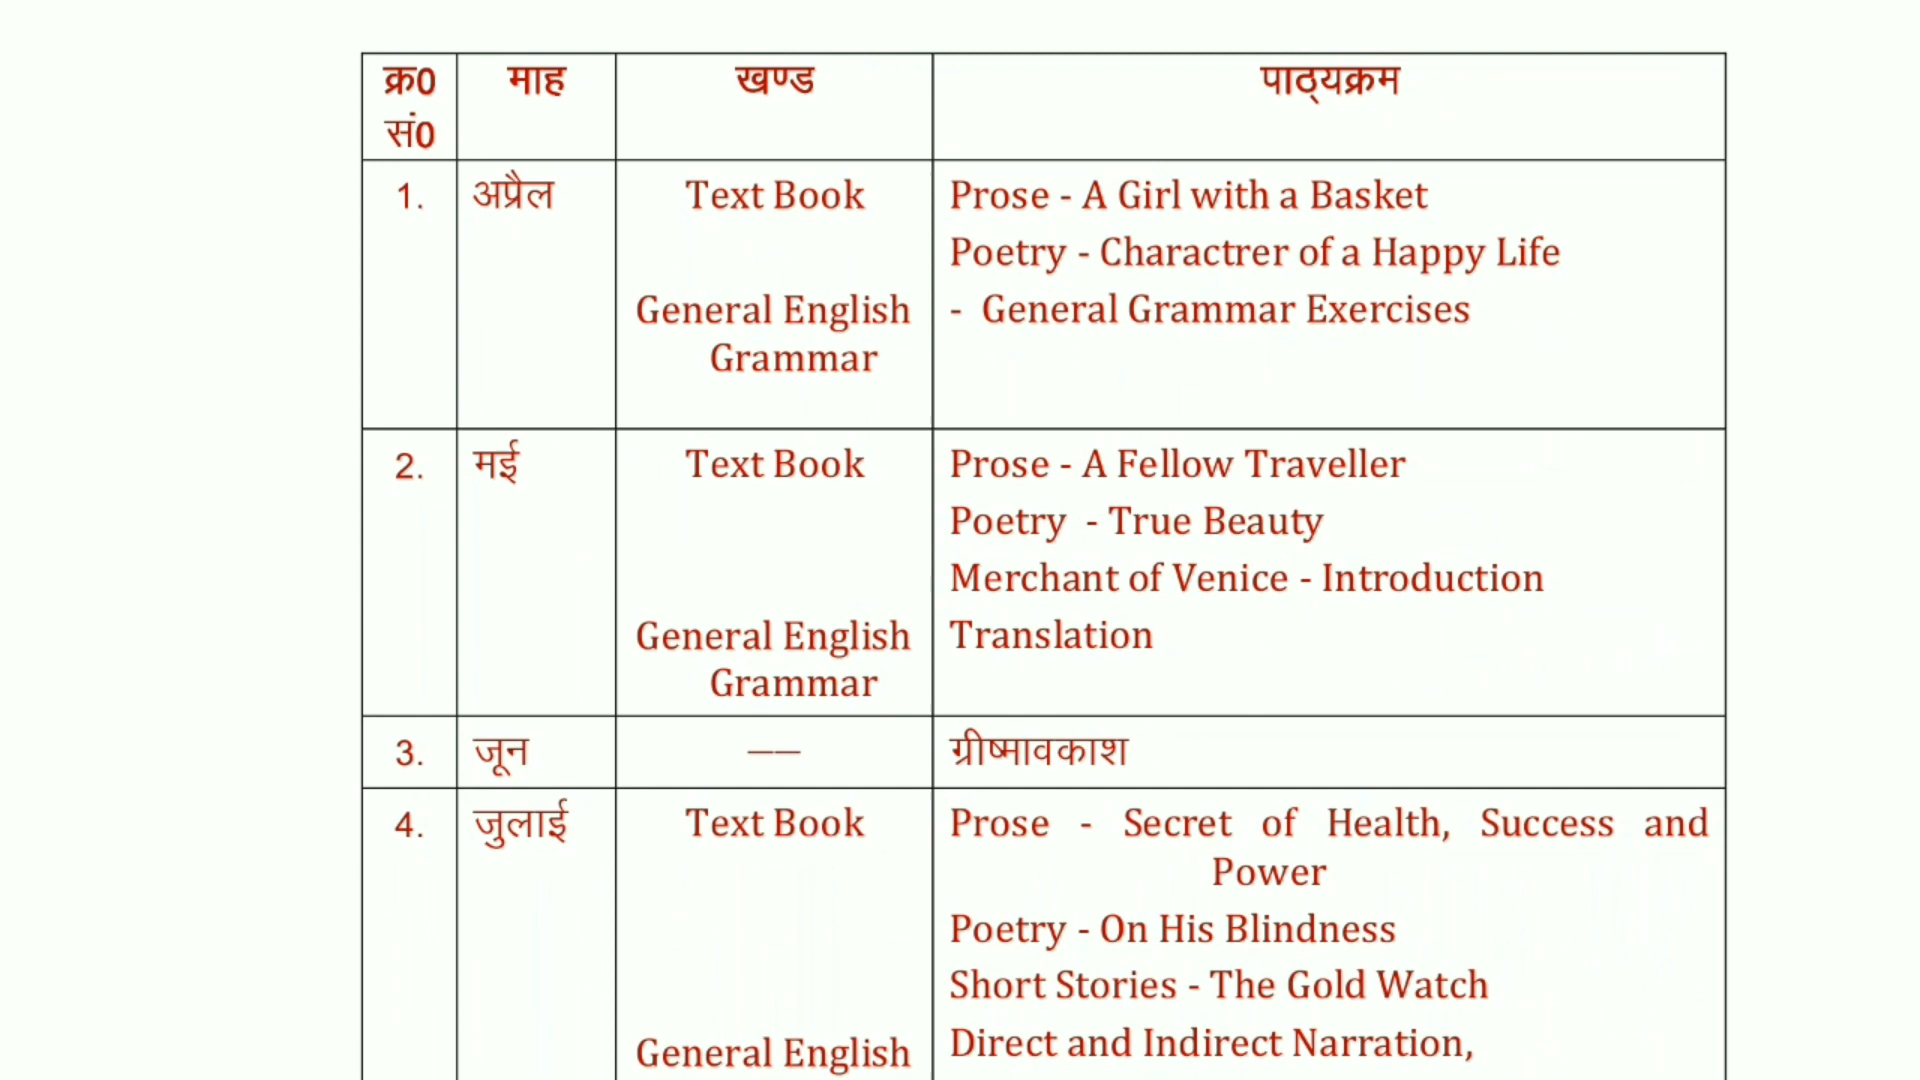 क्र0 माह खण्ड पाठ्यक्रम
सं0
1. अप्रैल Text Book Prose - A Girl with a Basket
Poetry - Charactrer of a Happy Life
General English - General Grammar Exercises
Grammar
2. मई Text Book Prose - A Fellow Traveller
Poetry - True Beauty
Merchant of Venice - Introduction
General English Translation
Grammar
3. जून —— ग्रीष्मावकाश
4. जुलाई Text Book Prose - Secret of Health, Success and
Power
Poetry - On His Blindness
Short Stories - The Gold Watch
General English Direct and Indirect Narration,